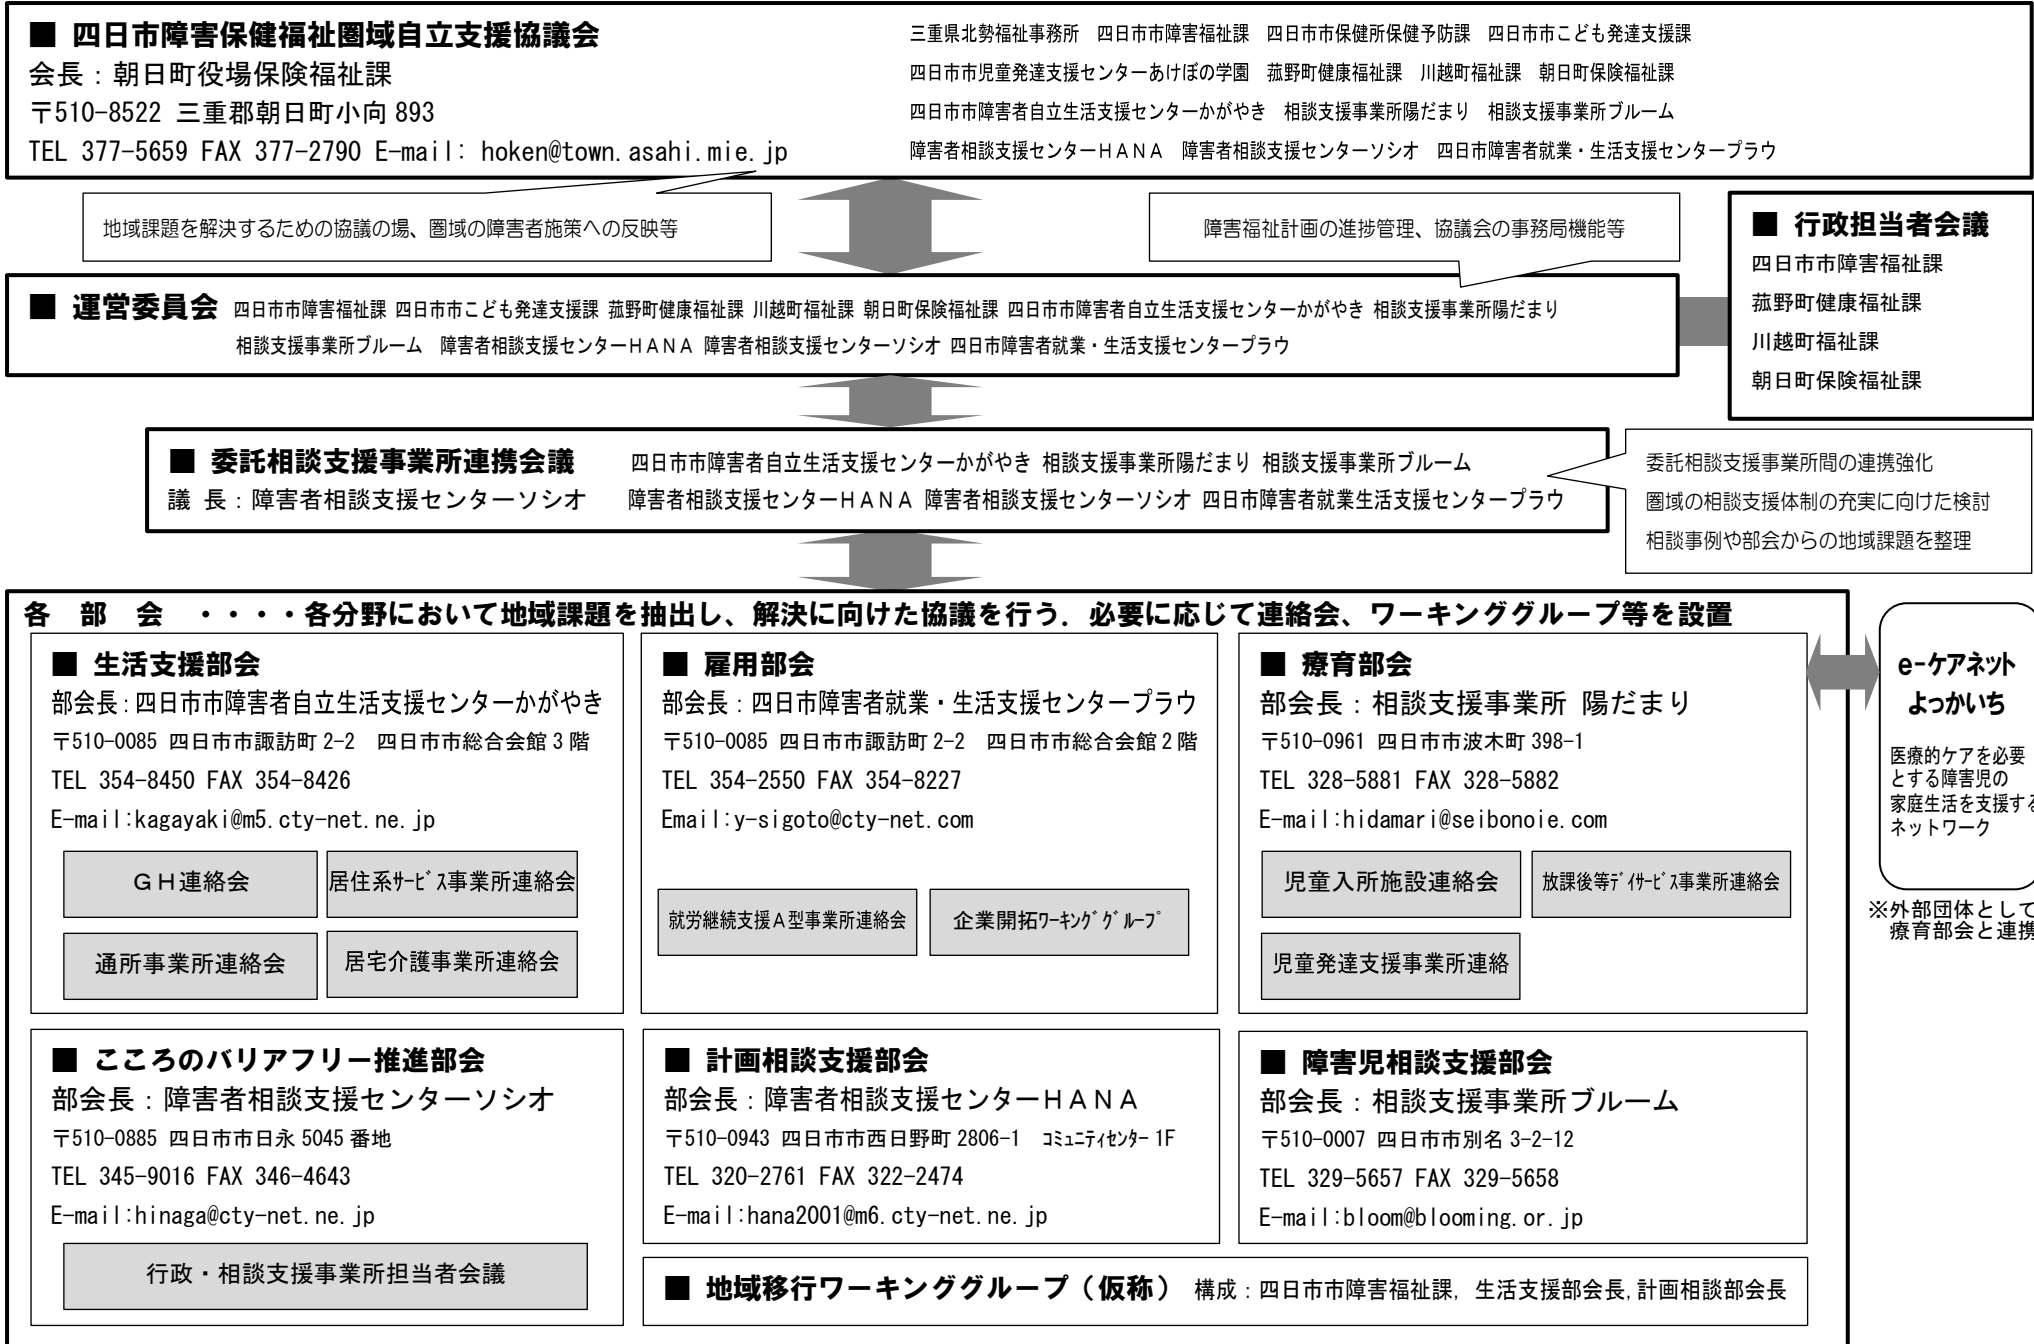 ■ 四日市障害保健福祉圏域自立支援協議会
会長：朝日町役場保険福祉課
〒510-8522 三重郡朝日町小向 893
TEL 377-5659 FAX 377-2790 E-mail: hoken@town.asahi.mie.jp
三重県北勢福祉事務所　四日市市障害福祉課　四日市市保健所保健予防課　四日市市こども発達支援課
四日市市児童発達支援センターあけぼの学園　菰野町健康福祉課　川越町福祉課　朝日町保険福祉課
四日市市障害者自立生活支援センターかがやき　相談支援事業所陽だまり　相談支援事業所ブルーム
障害者相談支援センターＨＡＮＡ　障害者相談支援センターソシオ　四日市障害者就業・生活支援センタープラウ
地域課題を解決するための協議の場、圏域の障害者施策への反映等
障害福祉計画の進捗管理、協議会の事務局機能等
■ 行政担当者会議
四日市市障害福祉課
菰野町健康福祉課
川越町福祉課
朝日町保険福祉課
■ 運営委員会 四日市市障害福祉課 四日市市こども発達支援課 菰野町健康福祉課 川越町福祉課 朝日町保険福祉課 四日市市障害者自立生活支援センターかがやき 相談支援事業所陽だまり
相談支援事業所ブルーム　障害者相談支援センターＨＡＮＡ 障害者相談支援センターソシオ 四日市障害者就業・生活支援センタープラウ
■ 委託相談支援事業所連携会議
議 長：障害者相談支援センターソシオ
四日市市障害者自立生活支援センターかがやき 相談支援事業所陽だまり 相談支援事業所ブルーム
障害者相談支援センターＨＡＮＡ 障害者相談支援センターソシオ 四日市障害者就業生活支援センタープラウ
委託相談支援事業所間の連携強化
圏域の相談支援体制の充実に向けた検討
相談事例や部会からの地域課題を整理
各　部　会　・・・・各分野において地域課題を抽出し、解決に向けた協議を行う．必要に応じて連絡会、ワーキンググループ等を設置
■ 生活支援部会
部会長：四日市市障害者自立生活支援センターかがやき
〒510-0085 四日市市諏訪町 2-2　四日市市総合会館 3 階
TEL 354-8450 FAX 354-8426
E-mail:kagayaki@m5.cty-net.ne.jp
ＧＨ連絡会
居住系ｻｰﾋﾞｽ事業所連絡会
通所事業所連絡会
居宅介護事業所連絡会
■ 雇用部会
部会長：四日市障害者就業・生活支援センタープラウ
〒510-0085 四日市市諏訪町 2-2　四日市市総合会館 2 階
TEL 354-2550 FAX 354-8227
Email:y-sigoto@cty-net.com
就労継続支援Ａ型事業所連絡会
企業開拓ﾜｰｷﾝｸﾞｸﾞﾙｰﾌﾟ
■ 療育部会
部会長：相談支援事業所 陽だまり
〒510-0961 四日市市波木町 398-1
TEL 328-5881 FAX 328-5882
E-mail:hidamari@seibonoie.com
児童入所施設連絡会
放課後等ﾃﾞｲｻｰﾋﾞｽ事業所連絡会
児童発達支援事業所連絡
e-ケアネット
よっかいち
医療的ケアを必要
とする障害児の
家庭生活を支援する
ネットワーク
※外部団体として
療育部会と連携
■ こころのバリアフリー推進部会
部会長：障害者相談支援センターソシオ
〒510-0885 四日市市日永 5045 番地
TEL 345-9016 FAX 346-4643
E-mail:hinaga@cty-net.ne.jp
行政・相談支援事業所担当者会議
■ 計画相談支援部会
部会長：障害者相談支援センターＨＡＮＡ
〒510-0943 四日市市西日野町 2806-1　ｺﾐｭﾆﾃｨｾﾝﾀｰ 1F
TEL 320-2761 FAX 322-2474
E-mail:hana2001@m6.cty-net.ne.jp
■ 障害児相談支援部会
部会長：相談支援事業所ブルーム
〒510-0007 四日市市別名 3-2-12
TEL 329-5657 FAX 329-5658
E-mail:bloom@blooming.or.jp
■ 地域移行ワーキンググループ（仮称） 構成：四日市市障害福祉課, 生活支援部会長,計画相談部会長